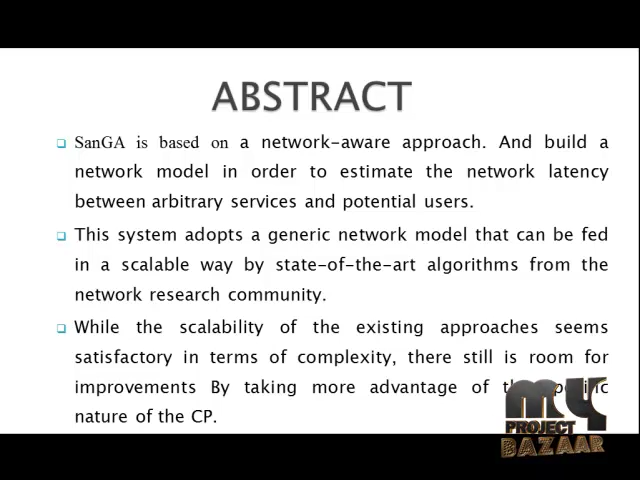 ABSTRACT
❑ SanGA is based on a network-aware approach. And build a
network model in order to estimate the network latency
between arbitrary services and potential users.
❑ This system adopts a generic network model that can be fed
in a scalable way by state-of-the-art algorithms from the
network research community.
❑ While the scalability of the existing approaches seems
satisfactory in terms of complexity, there still is room for
improvements By taking more advantage of
nature of the CP.
MY
PROJECT
BAZAAR